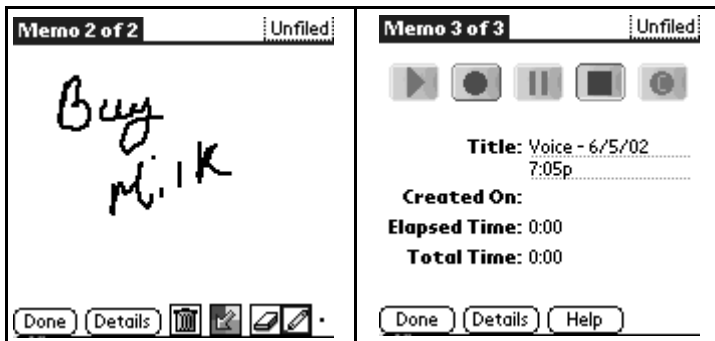 Memo 2 of 2 Unfiled
Buy
Milk
Done Details
Memo 3 of 3 Unfiled
Title: Voice - 6/5/02
7:05p
Created On:
Elapsed Time: 0:00
Total Time: 0:00
Done Details Help